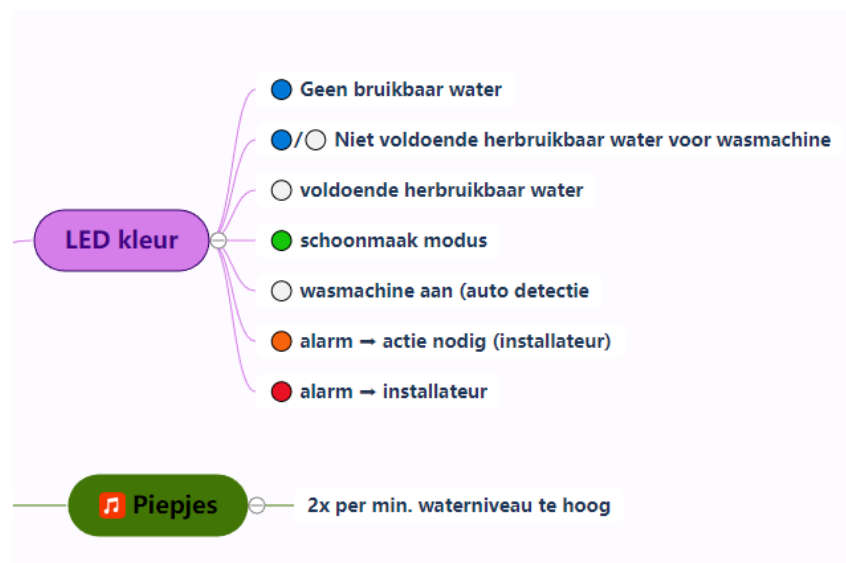 Geen bruikbaar water
/ Niet voldoende herbruikbaar water voor wasmachine
voldoende herbruikbaar water
LED kleur
schoonmaak modus
wasmachine aan (auto detectie
alarm ➞ actie nodig (installateur)
alarm ➞ installateur
Piepjes
2x per min. waterniveau te hoog